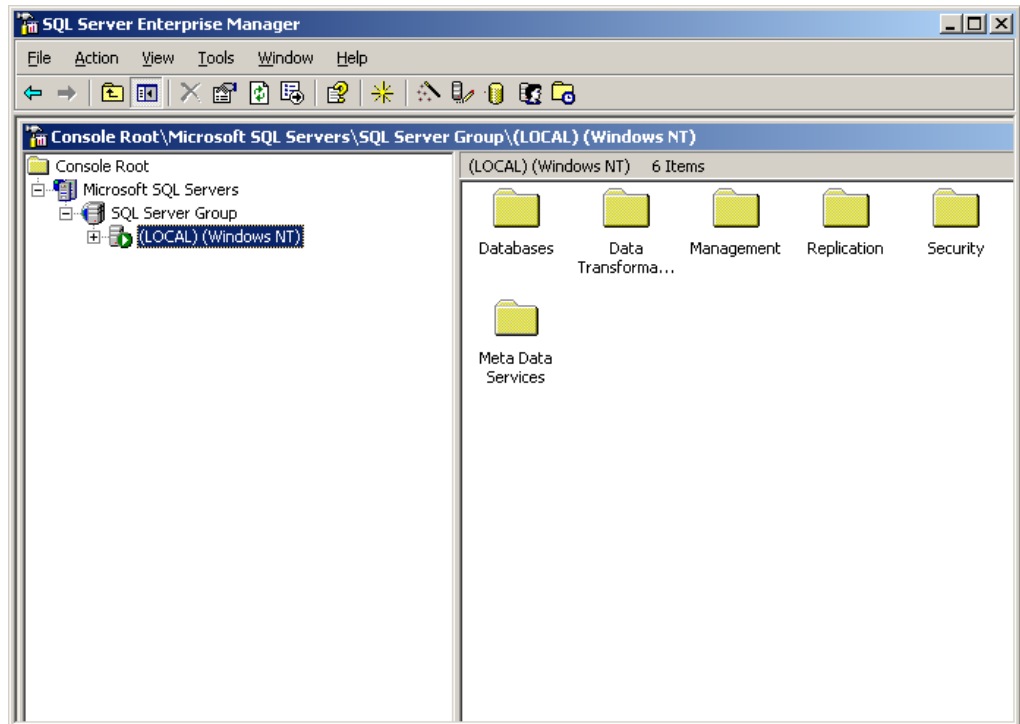 SQL Server Enterprise Manager
File Action View Tools Window Help
Console Root\Microsoft SQL Servers\SQL Server Group\(LOCAL) (Windows NT)
Console Root
Microsoft SQL Servers
SQL Server Group
(LOCAL) (Windows NT)
(LOCAL) (Windows NT) 6 Items
Databases
Data
Transforma...
Management
Replication
Security
Meta Data
Services